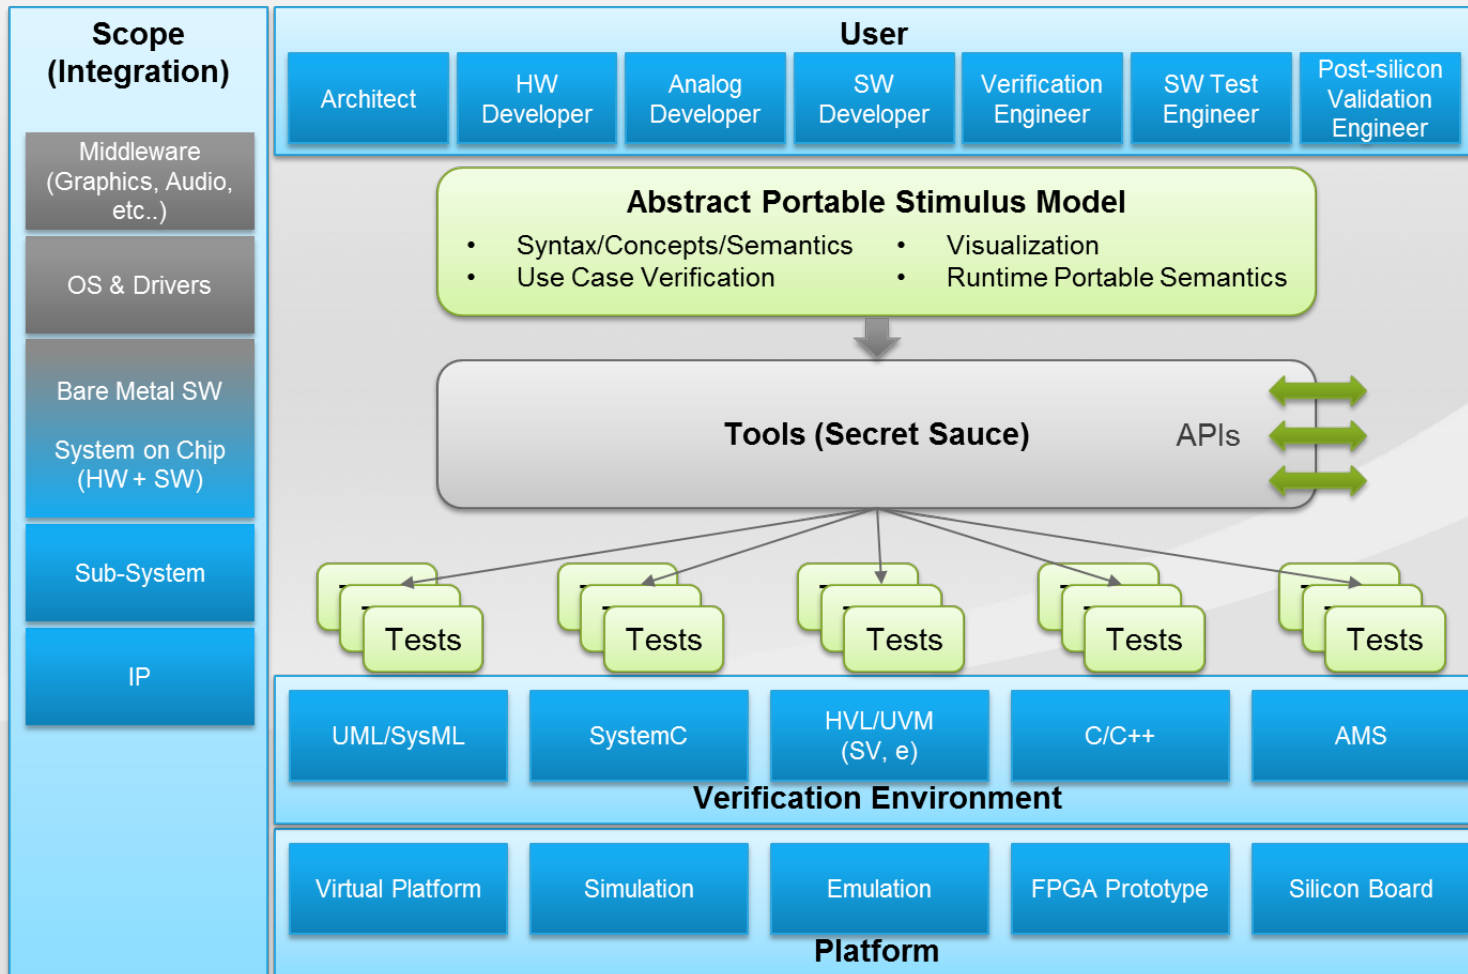 Scope
(Integration)
Middleware
(Graphics, Audio,
etc..)
OS & Drivers
Bare Metal SW
System on Chip
(HW + SW)
Sub-System
IP
User
Architect
HW
Developer
Analog
Developer
SW
Developer
Verification
Engineer
SW Test
Engineer
Post-silicon
Validation
Engineer
Abstract Portable Stimulus Model
• Syntax/Concepts/Semantics
• Use Case Verification
• Visualization
• Runtime Portable Semantics
Tools (Secret Sauce)
APIs
Tests
Tests
Tests
Tests
Tests
UML/SysML
SystemC
HVL/UVM
(SV, e)
C/C++
AMS
Verification Environment
Virtual Platform
Simulation
Emulation
FPGA Prototype
Silicon Board
Platform